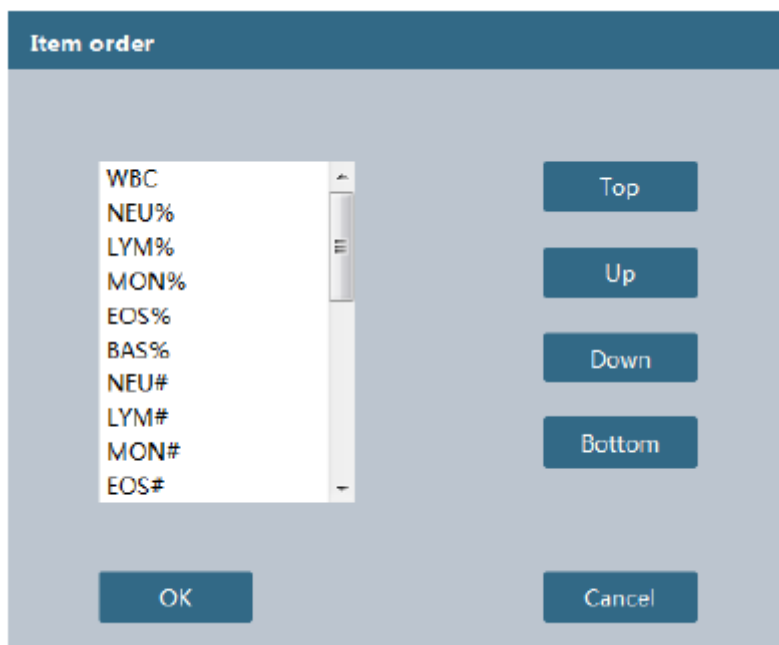 Item order
WBC
NEU%
LYM%
MON%
EOS%
BAS%
NEU#
LYM#
MON#
EOS#
Top
Up
Down
Bottom
OK
Cancel